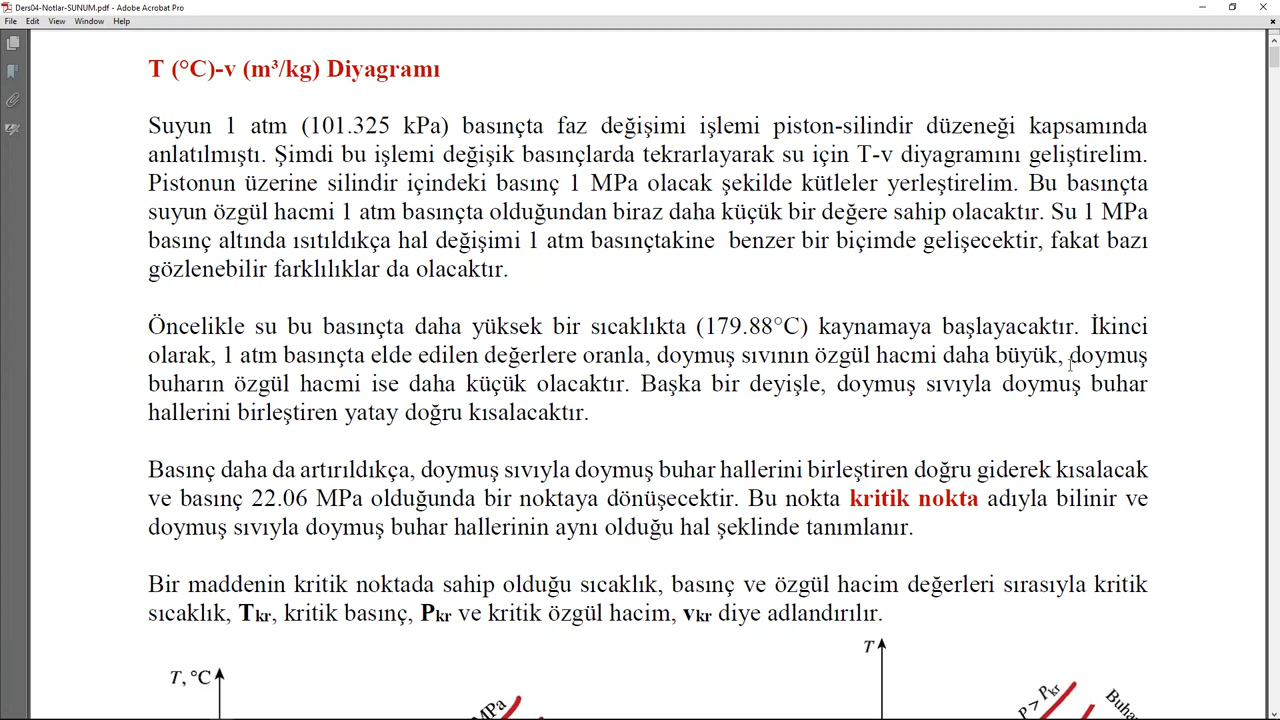 Ders04-Notlar-SUNUM.pdf - Adobe Acrobat Pro
File Edit View Window Help
T (°C)-v (m³/kg) Diyagramı
Suyun 1 atm (101.325 kPa) basınçta faz değişimi işlemi piston-silindir düzeneği kapsamında
anlatılmıştı. Şimdi bu işlemi değişik basınçlarda tekrarlayarak su için T-v diyagramını geliştirelim.
Pistonun üzerine silindir içindeki basınç 1 MPa olacak şekilde kütleler yerleştirelim. Bu basınçta
suyun özgül hacmi 1 atm basınçta olduğundan biraz daha küçük bir değere sahip olacaktır. Su 1 MPa
basınç altında ısıtıldıkça hal değişimi 1 atm basınçtakine benzer bir biçimde gelişecektir, fakat bazı
gözlenebilir farklılıklar da olacaktır.
Öncelikle su bu basınçta daha yüksek bir sıcaklıkta (179.88°C) kaynamaya başlayacaktır. İkinci
olarak, 1 atm basınçta elde edilen değerlere oranla, doymuş sıvının özgül hacmi daha büyük, doymuş
buharın özgül hacmi ise daha küçük olacaktır. Başka bir deyişle, doymuş sıvıyla doymuş buhar
hallerini birleştiren yatay doğru kısalacaktır.
Basınç daha da artırıldıkça, doymuş sıvıyla doymuş buhar hallerini birleştiren doğru giderek kısalacak
ve basınç 22.06 MPa olduğunda bir noktaya dönüşecektir. Bu nokta kritik nokta adıyla bilinir ve
doymuş sıvıyla doymuş buhar hallerinin aynı olduğu hal şeklinde tanımlanır.
Bir maddenin kritik noktada sahip olduğu sıcaklık, basınç ve özgül hacim değerleri sırasıyla kritik
sıcaklık, Tkr, kritik basınç, Pkr ve kritik özgül hacim, vkr diye adlandırılır.
T, °C
MPa
T
P > Pkr